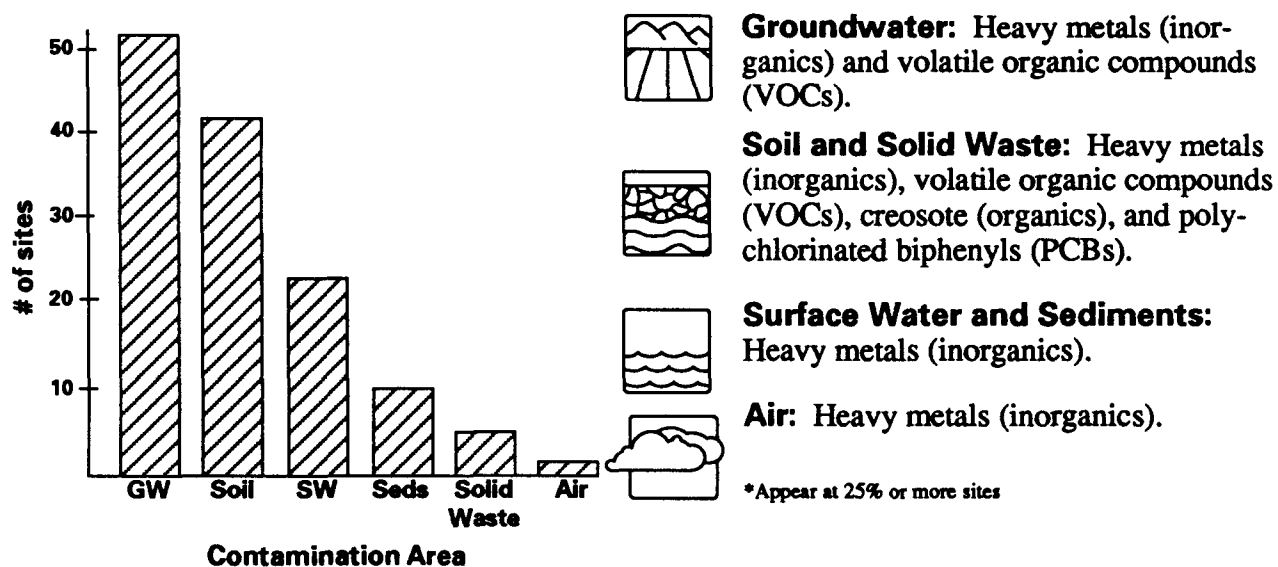 # of sites
50
40
30
20
10
GW
Soil
SW
Seds
Solid
Waste
Air
Contamination Area
Groundwater: Heavy metals (inor-
ganics) and volatile organic compounds
(VOCs).
Soil and Solid Waste: Heavy metals
(inorganics), volatile organic compounds
(VOCs), creosote (organics), and poly-
chlorinated biphenyls (PCBs).
Surface Water and Sediments:
Heavy metals (inorganics).
Air: Heavy metals (inorganics).
*Appear at 25% or more sites